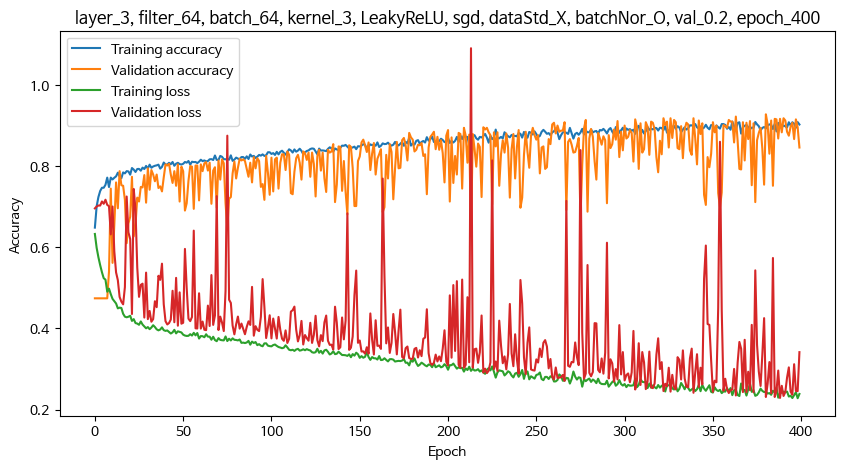 layer_3, filter_64, batch_64, kernel_3, LeakyReLU, sgd, dataStd_X, batchNor_O, val_0.2, epoch_400
Training accuracy
Validation accuracy
Training loss
Validation loss
1.0
0.8
0.6
0.4
0.2
Accuracy
0 50 100 150 200 250 300 350 400
Epoch